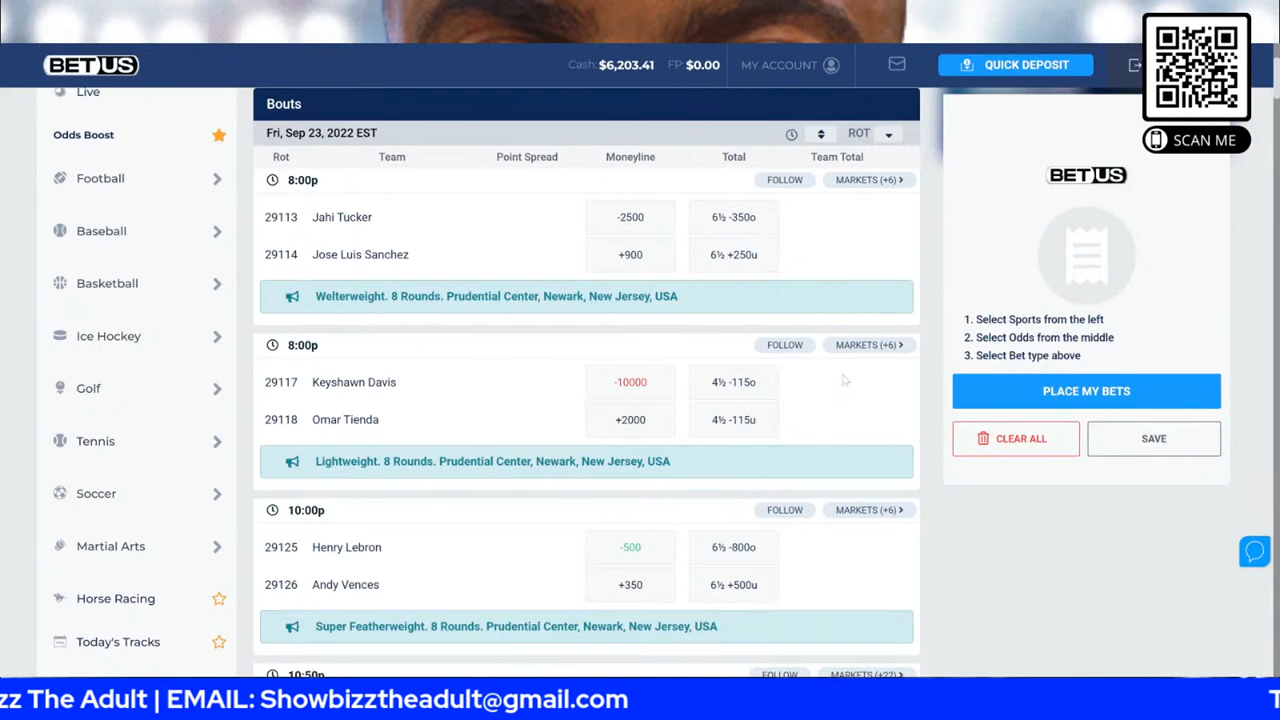 BETUS
Cash: $6,203.41 FP: $0.00 MY ACCOUNT QUICK DEPOSIT
SCAN ME
Live
Odds Boost
Football
Baseball
Basketball
Ice Hockey
Golf
Tennis
Soccer
Martial Arts
Horse Racing
Today's Tracks
Bouts
Fri, Sep 23, 2022 EST ROT
Rot Team Point Spread Moneyline Total Team Total
8:00p FOLLOW MARKETS (+6)
29113 Jahi Tucker -2500 6½ -350o
29114 Jose Luis Sanchez +900 6½ +250u
Welterweight. 8 Rounds. Prudential Center, Newark, New Jersey, USA
8:00p FOLLOW MARKETS (+6)
29117 Keyshawn Davis -10000 4½ -115o
29118 Omar Tienda +2000 4½ -115u
Lightweight. 8 Rounds. Prudential Center, Newark, New Jersey, USA
10:00p FOLLOW MARKETS (+6)
29125 Henry Lebron -500 6½ -800o
29126 Andy Vences +350 6½ +500u
Super Featherweight. 8 Rounds. Prudential Center, Newark, New Jersey, USA
10:50p FOLLOW MARKETS (+22)
BETUS
1. Select Sports from the left
2. Select Odds from the middle
3. Select Bet type above
PLACE MY BETS
CLEAR ALL SAVE
zz The Adult | EMAIL: Showbizztheadult@gmail.com T